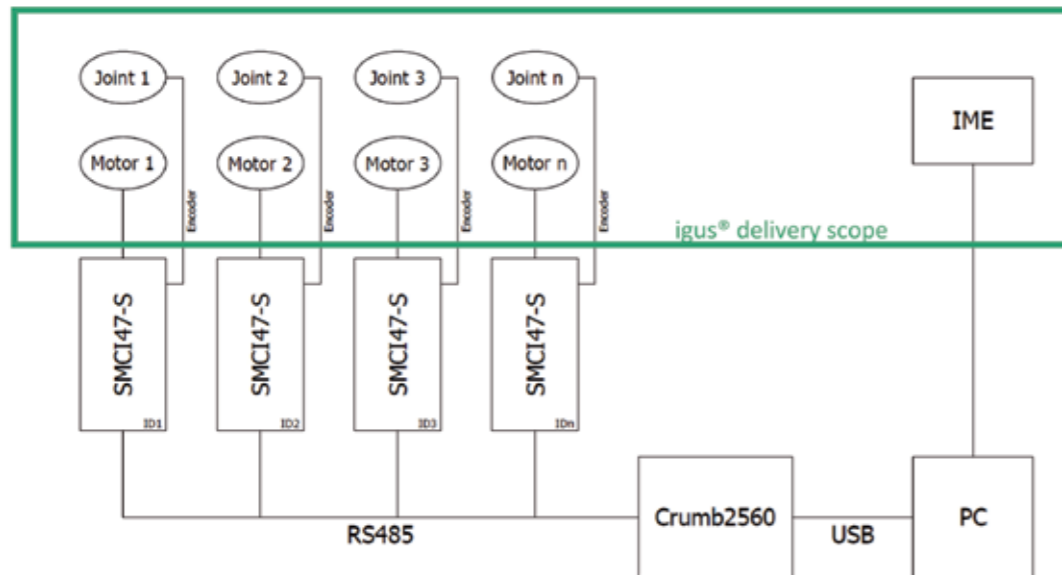 Joint 1
Joint 2
Joint 3
Joint n
IME
Motor 1
Motor 2
Motor 3
Motor n
Encoder
Encoder
Encoder
Encoder
igus® delivery scope
SMCI47-S
SMCI47-S
SMCI47-S
SMCI47-S
ID1
ID2
ID3
IDn
Crumb2560
PC
RS485
USB